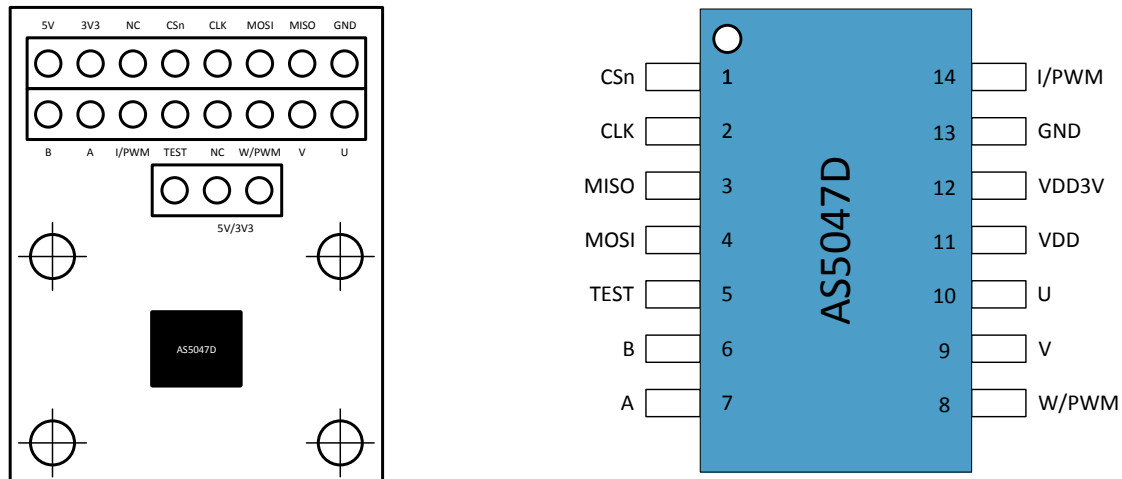 5V 3V3 NC CSn CLK MOSI MISO GND
B A I/PWM TEST NC W/PWM V U
5V/3V3
AS5047D
CSn 1 14 I/PWM
CLK 2 13 GND
MISO 3 12 VDD3V
MOSI 4 11 VDD
TEST 5 10 U
B 6 9 V
A 7 8 W/PWM
AS5047D